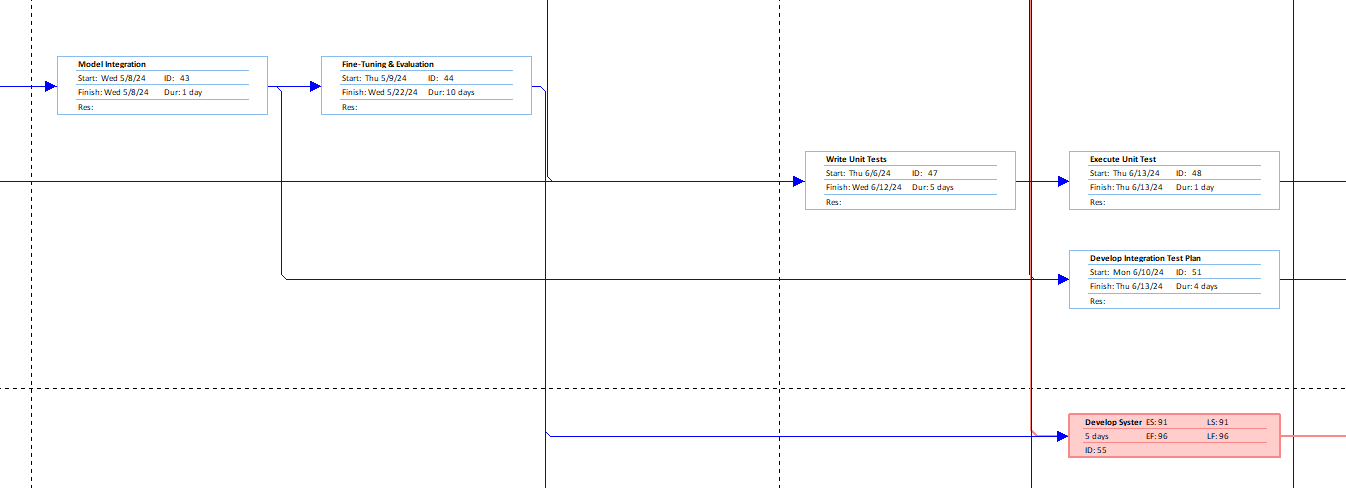 Model Integration
Start: Wed 5/8/24 ID: 43
Finish: Wed 5/8/24 Dur: 1 day
Res:
Fine-Tuning & Evaluation
Start: Thu 5/9/24 ID: 44
Finish: Wed 5/22/24 Dur: 10 days
Res:
Write Unit Tests
Start: Thu 6/6/24 ID: 47
Finish: Wed 6/12/24 Dur: 5 days
Res:
Execute Unit Test
Start: Thu 6/13/24 ID: 48
Finish: Thu 6/13/24 Dur: 1 day
Res:
Develop Integration Test Plan
Start: Mon 6/10/24 ID: 51
Finish: Thu 6/13/24 Dur: 4 days
Res:
Develop Syster ES: 91 LS: 91
5 days EF: 96 LF: 96
ID: 55